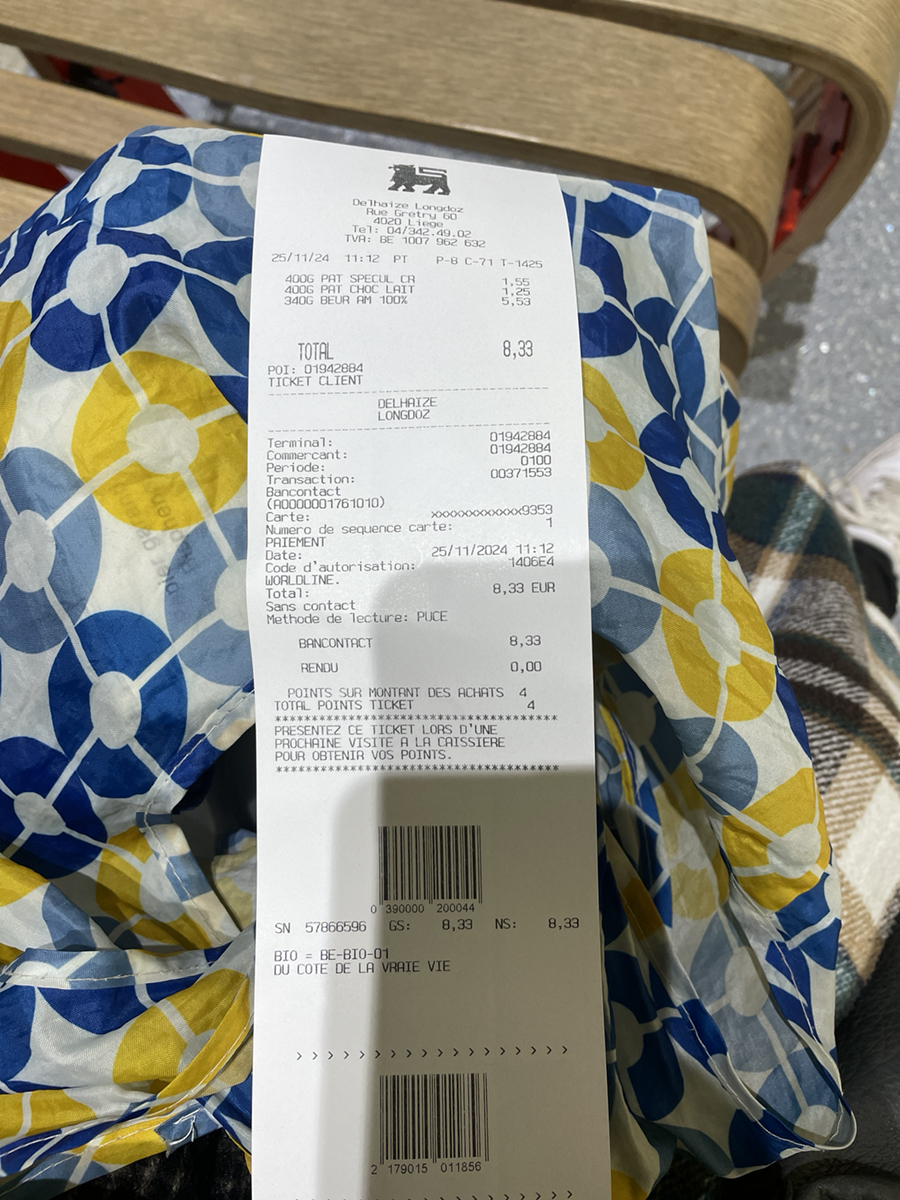 Delhaize Longdoz
Rue Gretry 60
4020 Liege
Tel: 04/342.49.02
TVA: BE 1007 962 632
25/11/24 11:12 PT P-8 C-71 T-1425
400G PAT SPECUL CR 1,55
400G PAT CHOC LAIT 1,25
340G BEUR AM 100% 5,53
TOTAL 8,33
POI: 01942884
TICKET CLIENT
DELHAIZE
LONGDOZ
Terminal: 01942884
Commercant: 01942884
Periode: 0100
Transaction: 00371553
Bancontact
(A0000001761010)
Carte: xxxxxxxxxxxxx9353
Numero de sequence carte: 1
PAIEMENT
Date: 25/11/2024 11:12
Code d'autorisation: 1406E4
WORLDLINE.
Total: 8,33 EUR
Sans contact
Methode de lecture: PUCE
BANCONTACT 8,33
RENDU 0,00
POINTS SUR MONTANT DES ACHATS 4
TOTAL POINTS TICKET 4
****************************************
PRESENTEZ CE TICKET LORS D'UNE
PROCHAINE VISITE A LA CAISSIERE
POUR OBTENIR VOS POINTS.
****************************************
0 390000 200044
SN 57866596 GS: 8,33 NS: 8,33
BIO = BE-BIO-01
DU COTE DE LA VRAIE VIE
> > > > > > > > > > > > > > > >
2 179015 011856
> > > > > > > > > > > > > > > >